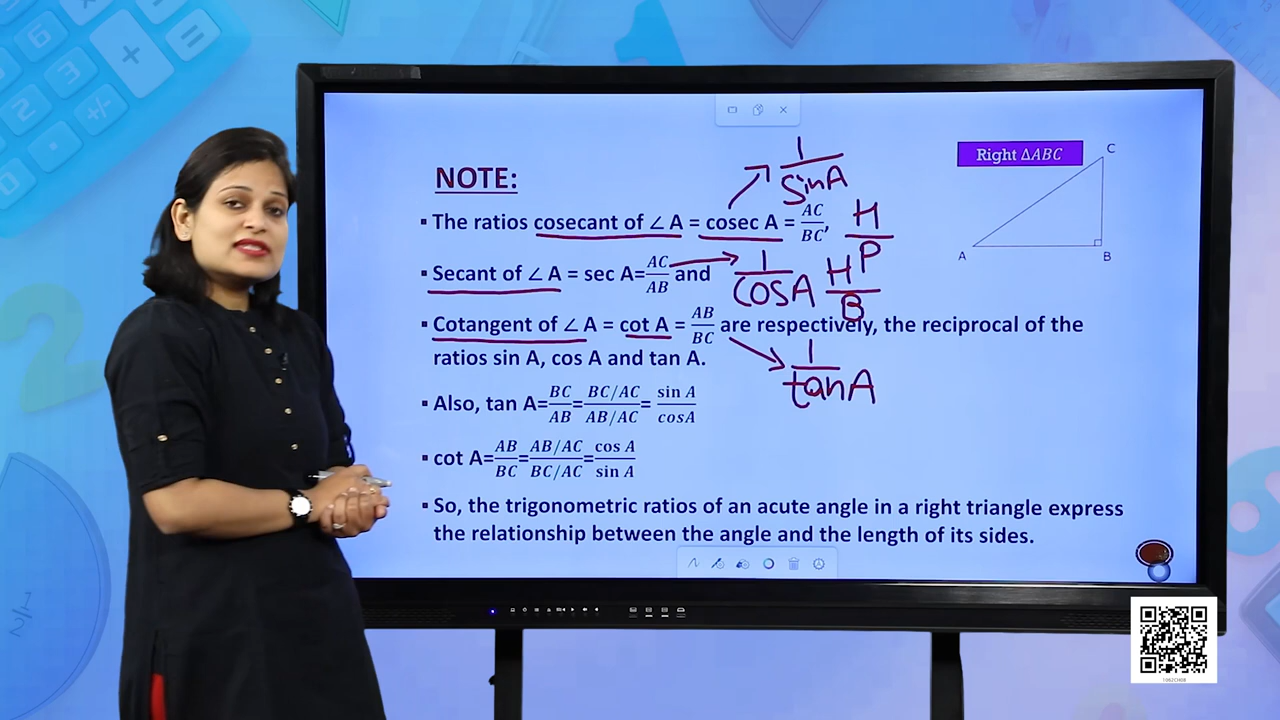 NOTE:
1/sinA
Right ΔABC
C
A
B
▪ The ratios cosecant of ∠ A = cosec A = AC/BC, H/P
▪ Secant of ∠ A = sec A= AC/AB and 1/cosA H/B
▪ Cotangent of ∠ A = cot A = AB/BC are respectively, the reciprocal of the
ratios sin A, cos A and tan A.
1/tanA
▪ Also, tan A= BC/AB = BC/AC / AB/AC = sin A/cosA
▪ cot A= AB/BC = AB/AC / BC/AC = cos A/sin A
▪ So, the trigonometric ratios of an acute angle in a right triangle express
the relationship between the angle and the length of its sides.